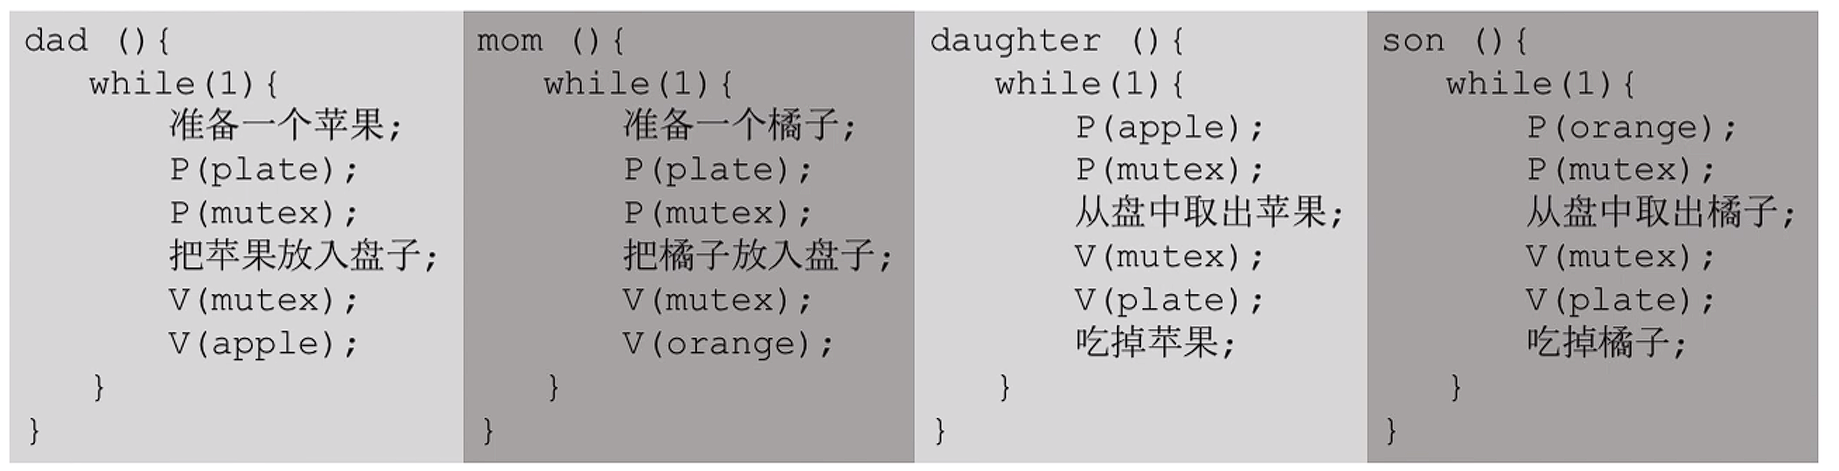 dad (){
while(1){
准备一个苹果;
P(plate);
P(mutex);
把苹果放入盘子;
V(mutex);
V(apple);
}
}
mom (){
while(1){
准备一个橘子;
P(plate);
P(mutex);
把橘子放入盘子;
V(mutex);
V(orange);
}
}
daughter (){
while(1){
P(apple);
P(mutex);
从盘中取出苹果;
V(mutex);
V(plate);
吃掉苹果;
}
}
son (){
while(1){
P(orange);
P(mutex);
从盘中取出橘子;
V(mutex);
V(plate);
吃掉橘子;
}
}